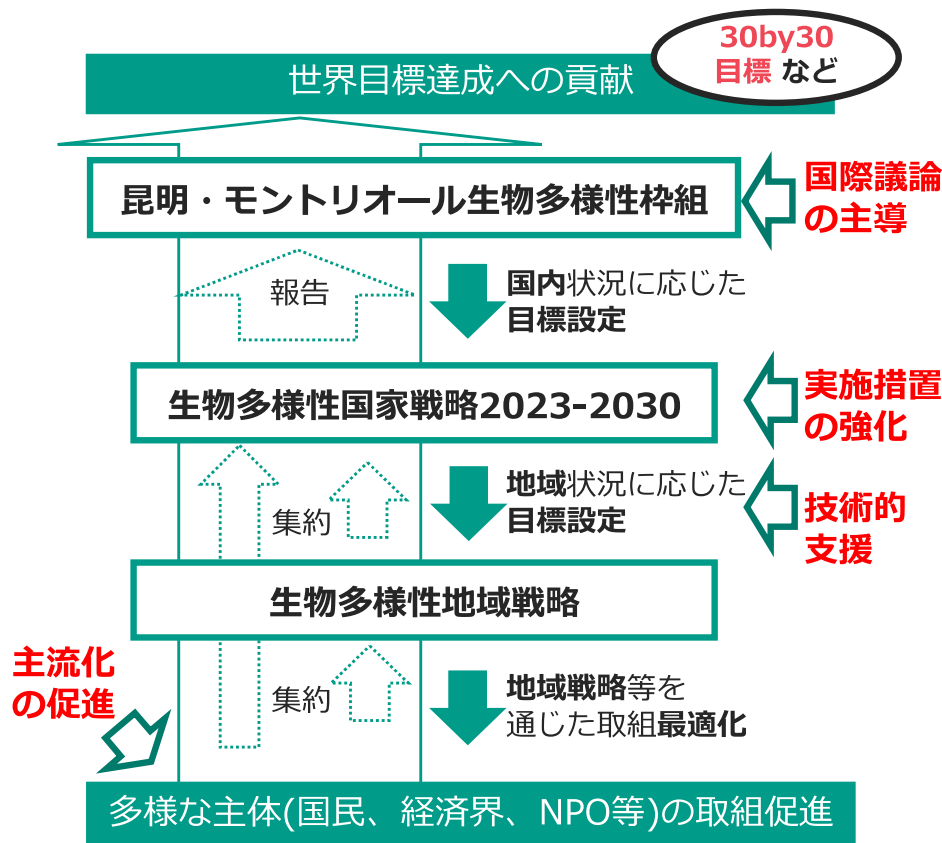 30by30
目標 など
世界目標達成への貢献
昆明・モントリオール生物多様性枠組
国際議論
の主導
報告
国内状況に応じた
目標設定
生物多様性国家戦略2023-2030
実施措置
の強化
集約
地域状況に応じた
目標設定
技術的
支援
生物多様性地域戦略
主流化
の促進
集約
地域戦略等を
通じた取組最適化
多様な主体(国民、経済界、NPO等)の取組促進